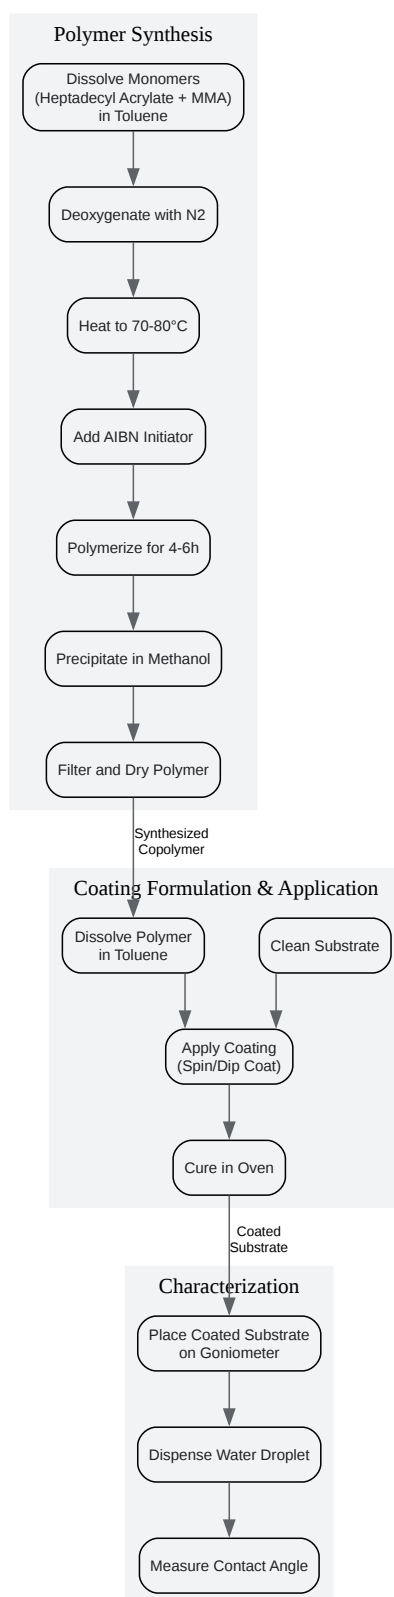 Polymer Synthesis
Dissolve Monomers
(Heptadecyl Acrylate + MMA)
in Toluene
Deoxygenate with N2
Heat to 70-80°C
Add AIBN Initiator
Polymerize for 4-6h
Precipitate in Methanol
Filter and Dry Polymer
Synthesized
Copolymer
Coating Formulation & Application
Dissolve Polymer
in Toluene
Clean Substrate
Apply Coating
(Spin/Dip Coat)
Cure in Oven
Coated
Substrate
Characterization
Place Coated Substrate
on Goniometer
Dispense Water Droplet
Measure Contact Angle